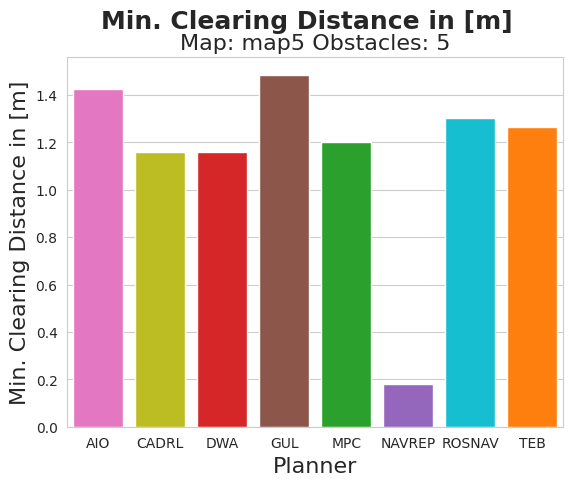 Min. Clearing Distance in [m]
Map: map5 Obstacles: 5
Min. Clearing Distance in [m]
1.4
1.2
1.0
0.8
0.6
0.4
0.2
0.0
AIO CADRL DWA GUL MPC NAVREP ROSNAV TEB
Planner